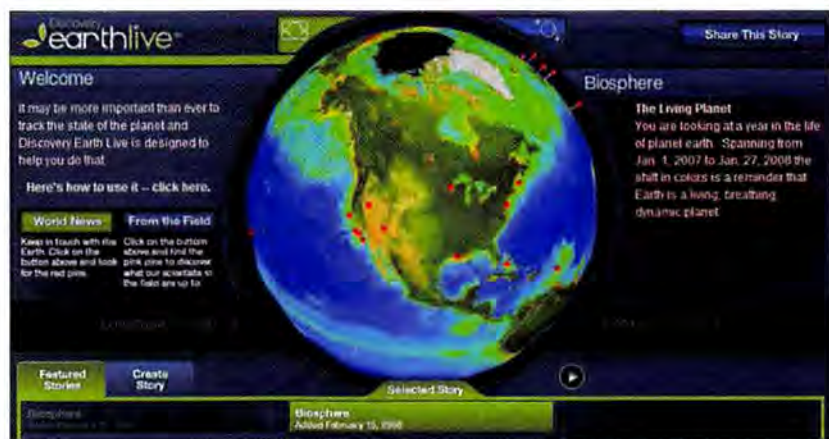 Discovery
earthlive
Share This Story
Welcome
It may be more important than ever to
track the state of the planet and
Discovery Earth Live is designed to
help you do that.
Here's how to use it – click here.
World News
From the Field
Keep in touch with the
Earth. Click on the
button above and look
for the red pins.
Click on the button
above and find the
pink pins to discover
what our scientists in
the field are up to.
Biosphere
The Living Planet
You are looking at a year in the life
of planet earth. Spanning from
Jan. 1, 2007 to Jan. 27, 2008 the
shift in colors is a reminder that
Earth is a living, breathing
dynamic planet
Featured
Stories
Create
Story
Selected Story
Biosphere
Biosphere
Added February 15, 2008